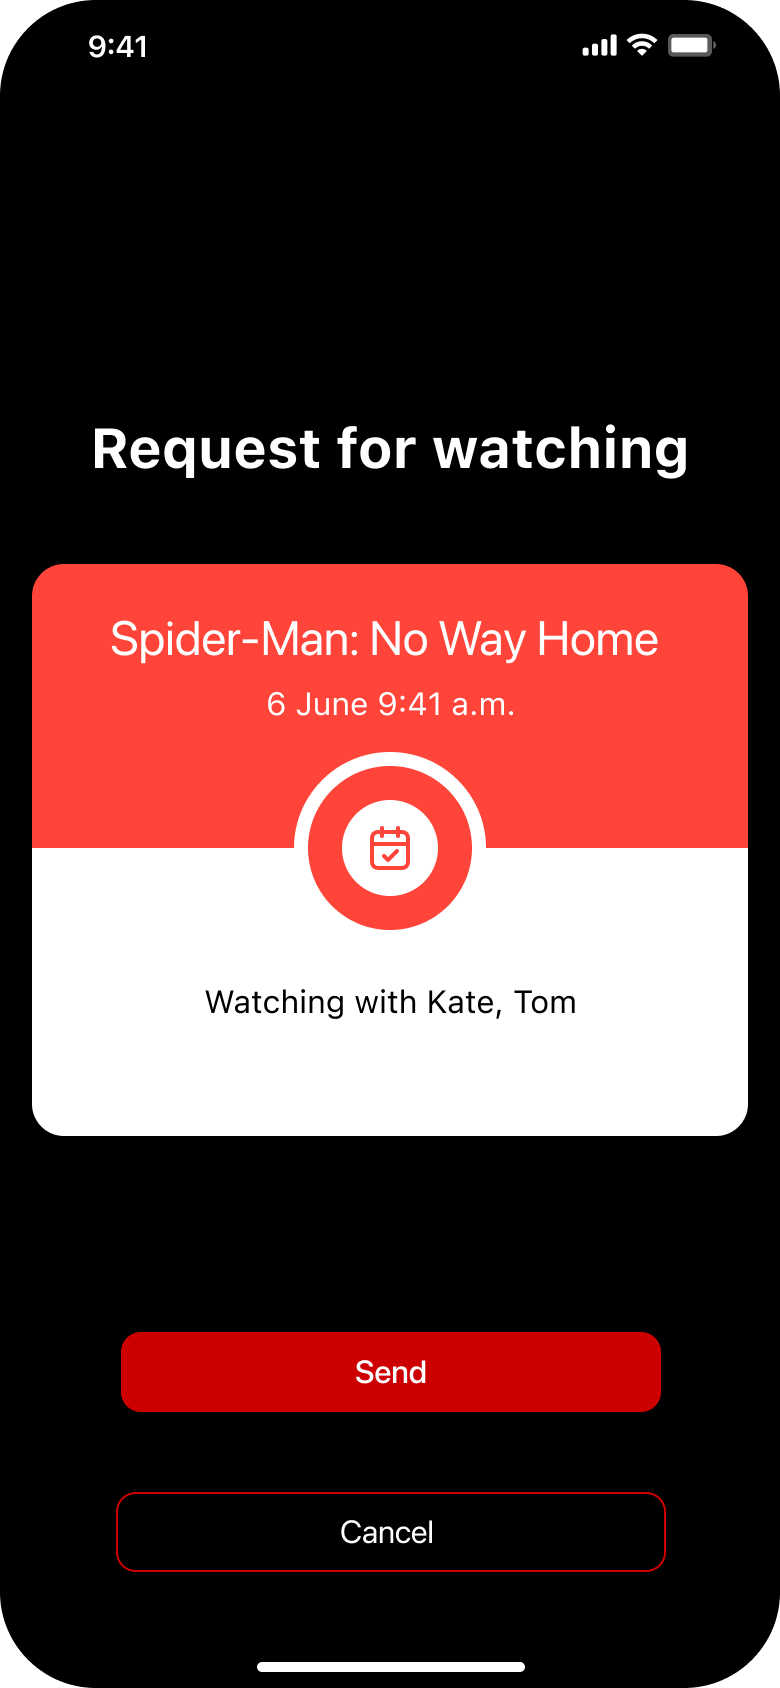 9:41
Request for watching
Spider-Man: No Way Home
6 June 9:41 a.m.
Watching with Kate, Tom
Send
Cancel